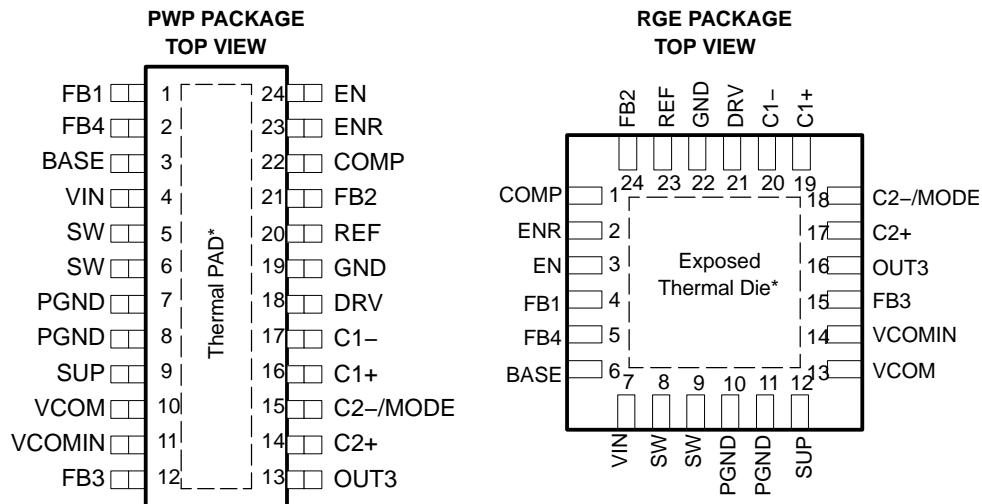 PWP PACKAGE
TOP VIEW
FB1 1 24 EN
FB4 2 23 ENR
BASE 3 22 COMP
VIN 4 21 FB2
SW 5 20 REF
SW 6 19 GND
PGND 7 18 DRV
PGND 8 17 C1−
SUP 9 16 C1+
VCOM 10 15 C2−/MODE
VCOMIN 11 14 C2+
FB3 12 13 OUT3
Thermal PAD*
RGE PACKAGE
TOP VIEW
FB2 REF GND DRV C1− C1+
24 23 22 21 20 19
COMP 1 18 C2−/MODE
ENR 2 17 C2+
EN 3 16 OUT3
FB1 4 15 FB3
FB4 5 14 VCOMIN
BASE 6 13 VCOM
Exposed
Thermal Die*
7 8 9 10 11 12
VIN SW SW PGND PGND SUP